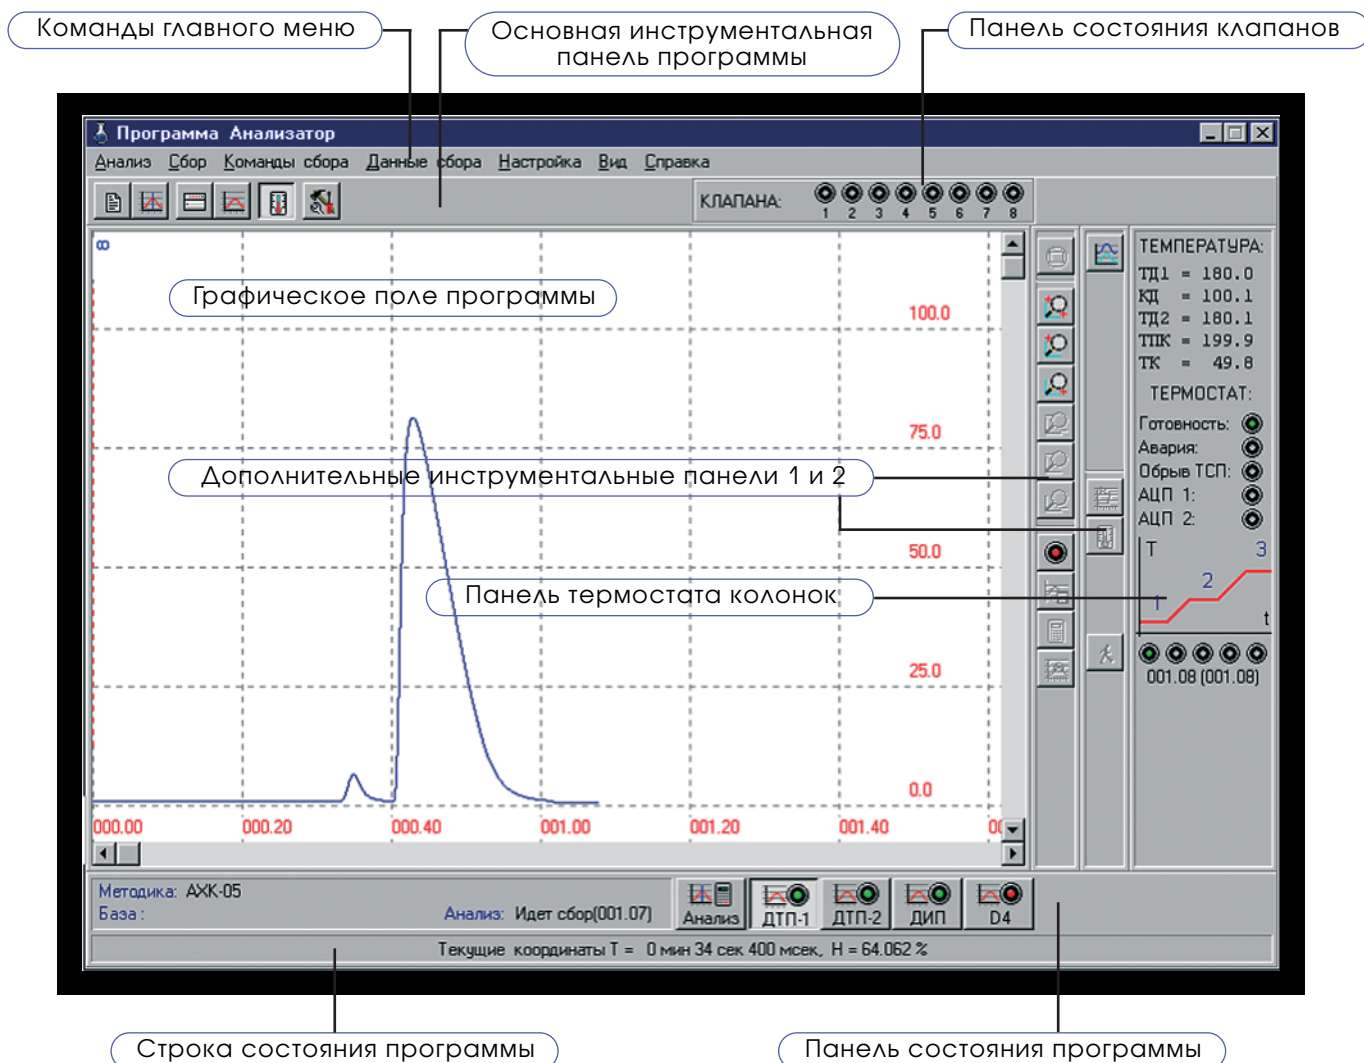 Команды главного меню
Основная инструментальная
панель программы
Панель состояния клапанов
Программа Анализатор
Анализ Сбор Команды сбора Данные сбора Настройка Вид Справка
КЛАПАНА:
1 2 3 4 5 6 7 8
8
Графическое поле программы
100.0
75.0
Дополнительные инструментальные панели 1 и 2
50.0
Панель термостата колонок
25.0
0.0
000.00 000.20 000.40 001.00 001.20 001.40
ТЕМПЕРАТУРА:
ТД1 = 180.0
КД = 100.1
ТД2 = 180.1
ТПК = 199.9
ТК = 49.8
ТЕРМОСТАТ:
Готовность:
Авария:
Обрыв ТСП:
АЦП 1:
АЦП 2:
T 3
2
1
t
001.08 (001.08)
Методика: АХК-05
База: Анализ: Идет сбор(001.07)
Анализ ДТП-1 ДТП-2 ДИП D4
Текущие координаты T = 0 мин 34 сек 400 мсек, H = 64.062 %
Строка состояния программы
Панель состояния программы